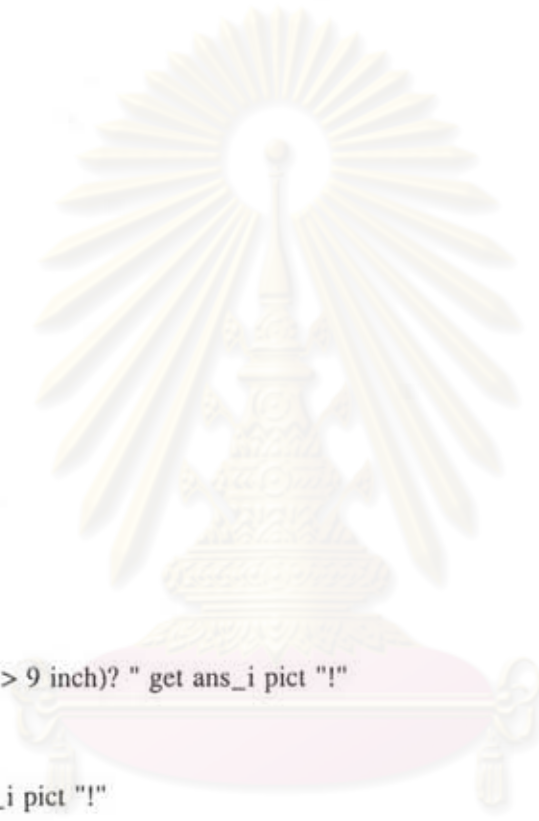 > 9 inch)? " get ans_i pict "!"
_i pict "!"